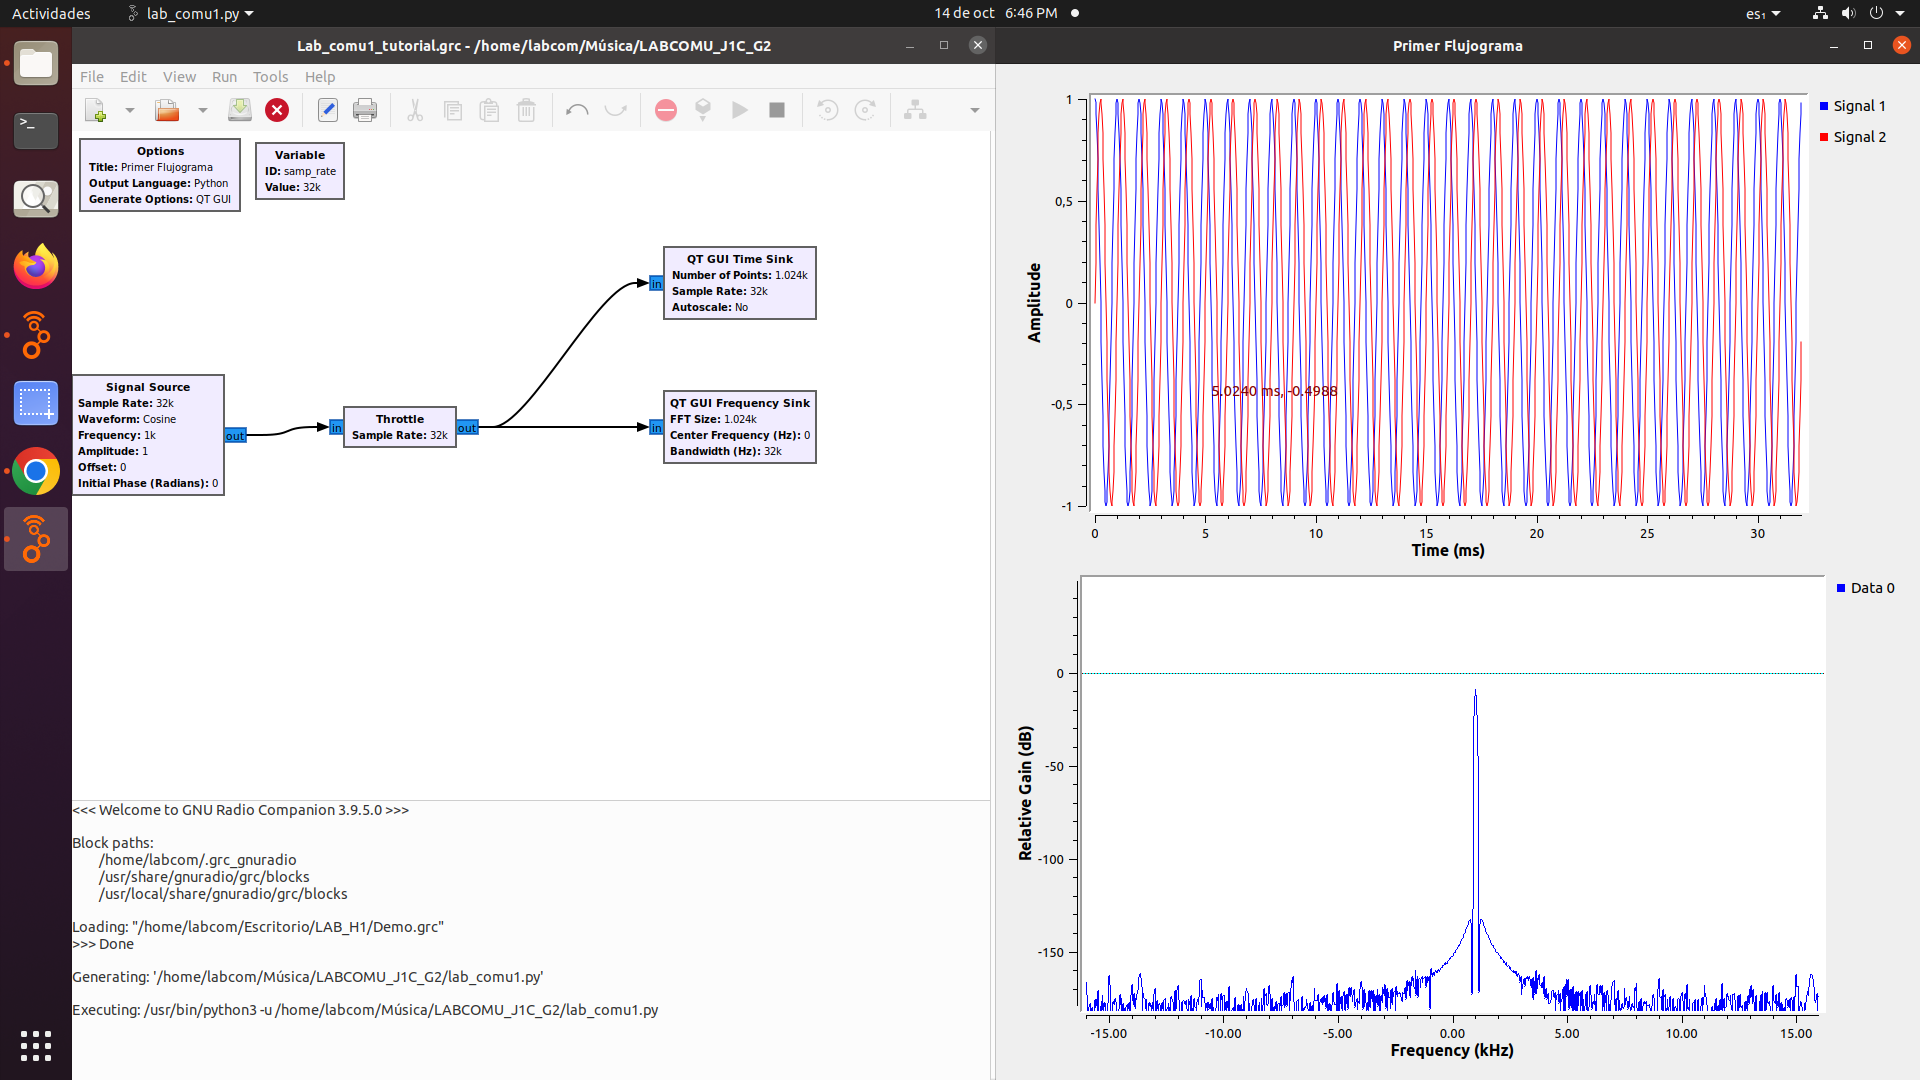 Actividades
lab_comu1.py
14 de oct 6:46 PM
es₁
Lab_comu1_tutorial.grc - /home/labcom/Música/LABCOMU_J1C_G2
File Edit View Run Tools Help
Options
Title: Primer Flujograma
Output Language: Python
Generate Options: QT GUI
Variable
ID: samp_rate
Value: 32k
QT GUI Time Sink
Number of Points: 1.024k
Sample Rate: 32k
Autoscale: No
in
Signal Source
Sample Rate: 32k
Waveform: Cosine
Frequency: 1k
Amplitude: 1
Offset: 0
Initial Phase (Radians): 0
out
in
Throttle
Sample Rate: 32k
out
in
QT GUI Frequency Sink
FFT Size: 1.024k
Center Frequency (Hz): 0
Bandwidth (Hz): 32k
<<< Welcome to GNU Radio Companion 3.9.5.0 >>>
Block paths:
/home/labcom/.grc_gnuradio
/usr/share/gnuradio/grc/blocks
/usr/local/share/gnuradio/grc/blocks
Loading: "/home/labcom/Escritorio/LAB_H1/Demo.grc"
>>> Done
Generating: '/home/labcom/Música/LABCOMU_J1C_G2/lab_comu1.py'
Executing: /usr/bin/python3 -u /home/labcom/Música/LABCOMU_J1C_G2/lab_comu1.py
Primer Flujograma
Signal 1
Signal 2
Amplitude
1
0,5
0
-0,5
-1
5.0240 ms, -0.4988
0 5 10 15 20 25 30
Time (ms)
Data 0
Relative Gain (dB)
0
-50
-100
-150
-15.00 -10.00 -5.00 0.00 5.00 10.00 15.00
Frequency (kHz)